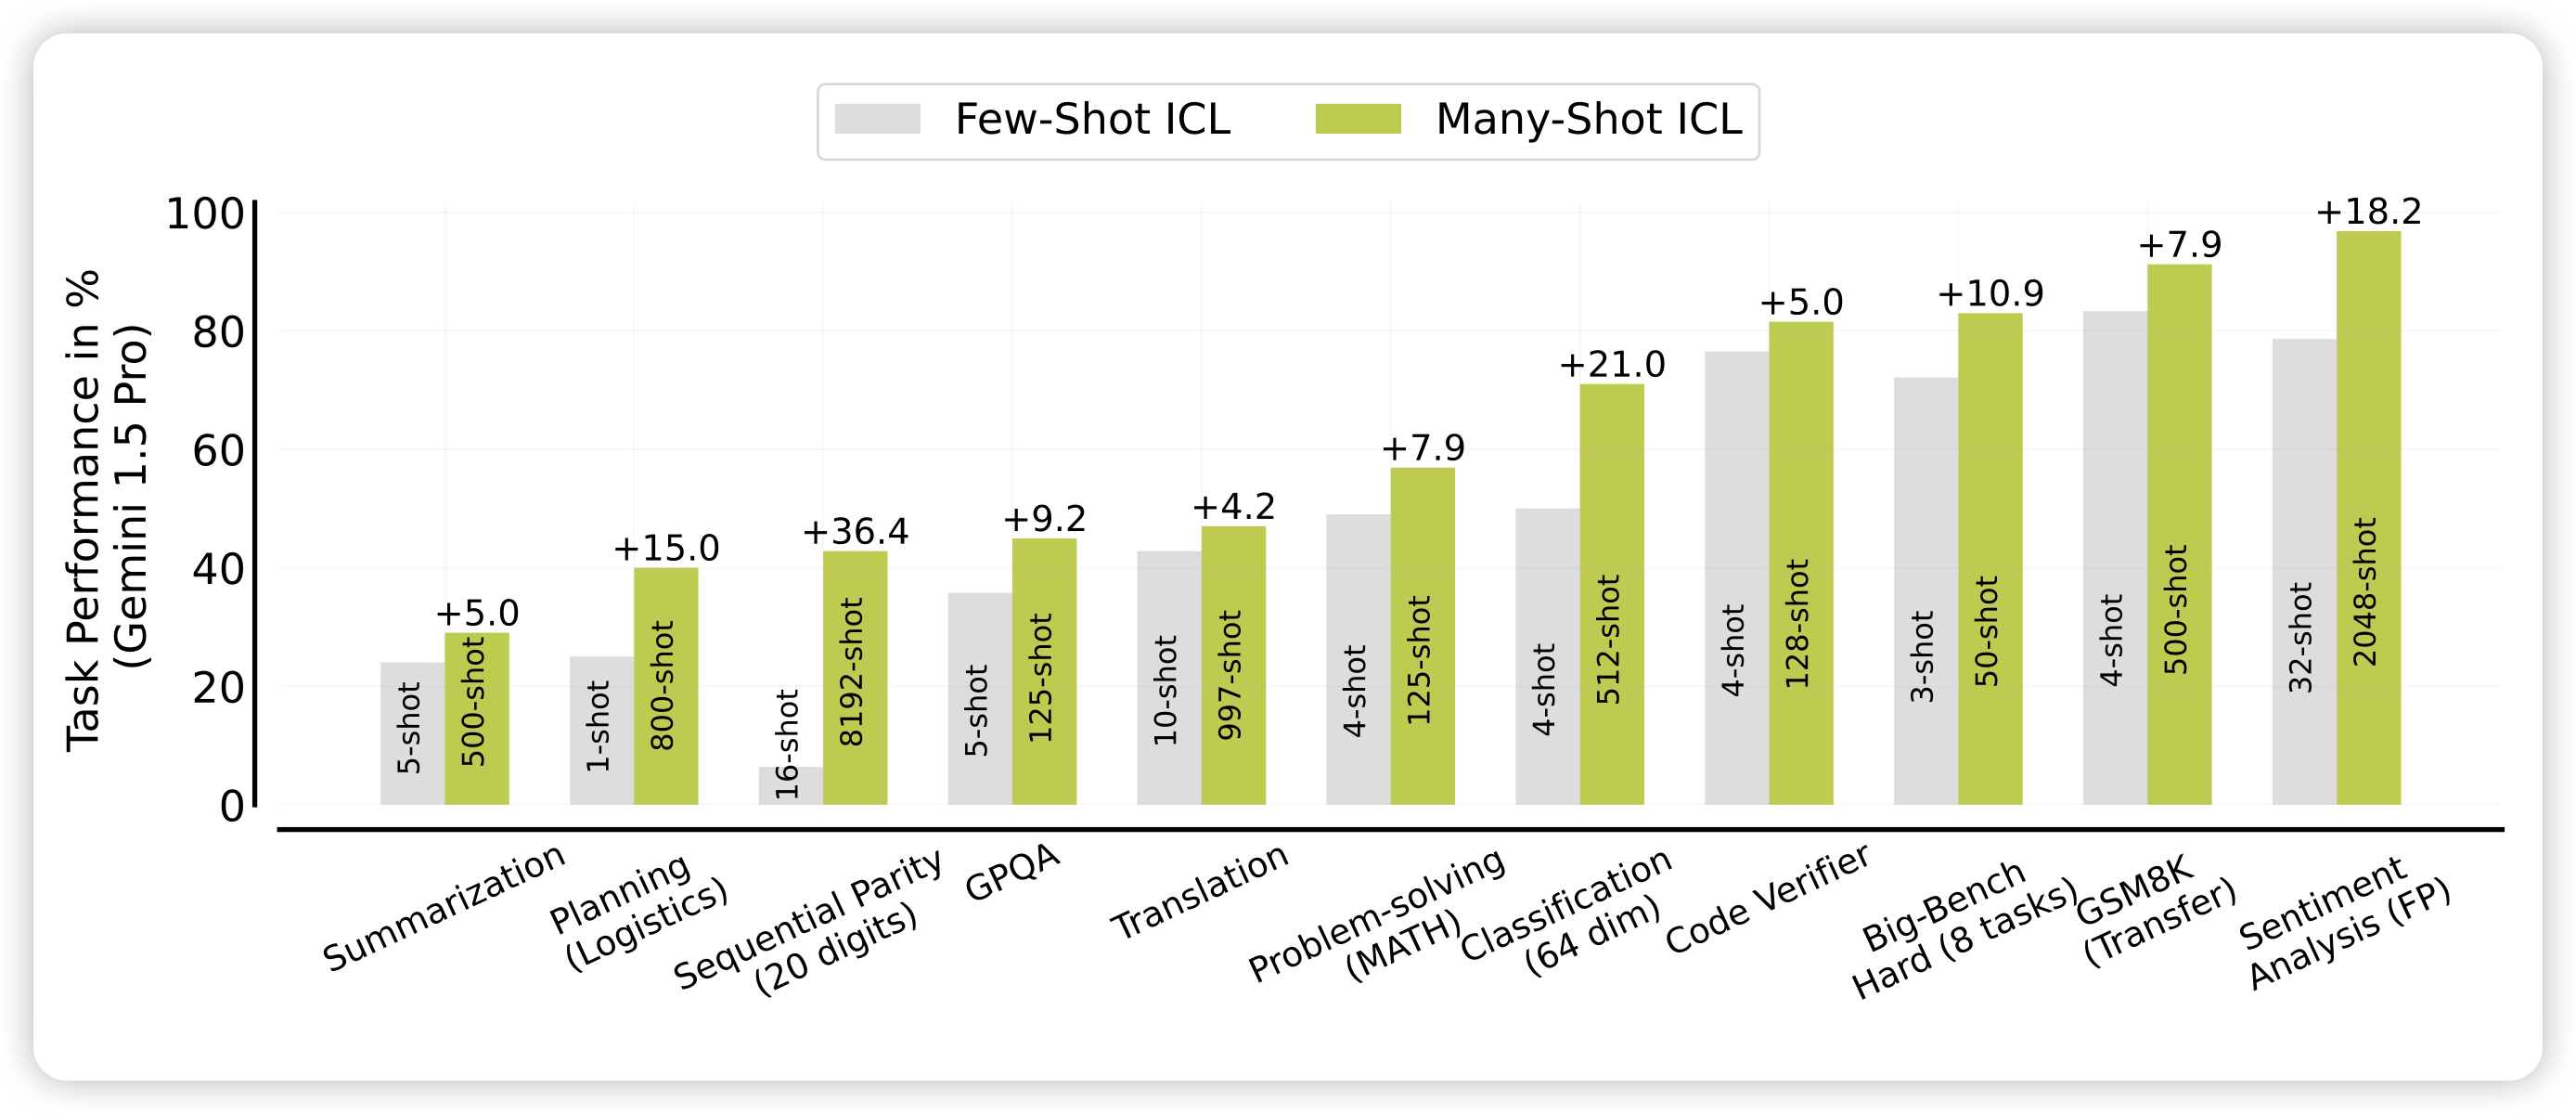 Few-Shot ICL
Many-Shot ICL
Task Performance in %
(Gemini 1.5 Pro)
100
80
60
40
20
0
+5.0
+15.0
+36.4
+9.2
+4.2
+7.9
+21.0
+5.0
+10.9
+7.9
+18.2
5-shot
500-shot
1-shot
800-shot
16-shot
8192-shot
5-shot
125-shot
10-shot
997-shot
4-shot
125-shot
4-shot
512-shot
4-shot
128-shot
3-shot
50-shot
4-shot
500-shot
32-shot
2048-shot
Summarization
Planning
(Logistics)
Sequential Parity
(20 digits)
GPQA
Translation
Problem-solving
(MATH)
Classification
(64 dim)
Code Verifier
Big-Bench
Hard (8 tasks)
GSM8K
(Transfer)
Sentiment
Analysis (FP)